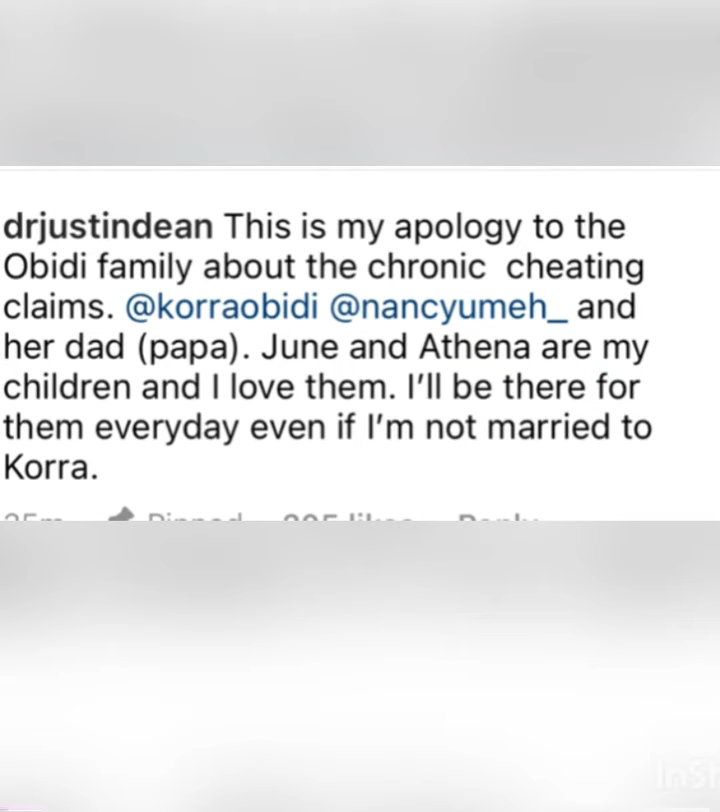 drjustindean This is my apology to the
Obidi family about the chronic cheating
claims. @korraobidi @nancyumeh_ and
her dad (papa). June and Athena are my
children and I love them. I'll be there for
them everyday even if I'm not married to
Korra.
Pinned Reply